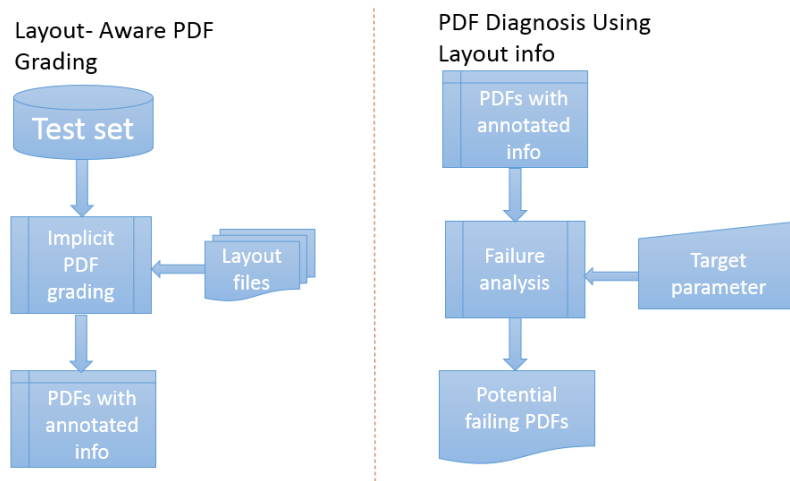 Layout- Aware PDF
Grading
Test set
Implicit
PDF
grading
Layout
files
PDFs with
annotated
info
PDF Diagnosis Using
Layout info
PDFs with
annotated
info
Failure
analysis
Target
parameter
Potential
failing PDFs